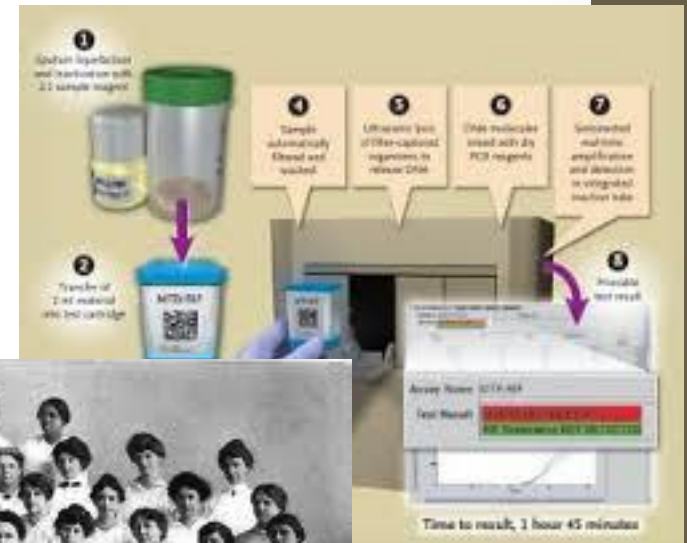 1
Sputum liquefaction
and inactivation with
2:1 sample reagent
2
Transfer of
2 ml material
into test cartridge
MTB-RIF
4
Sample
automatically
filtered and
washed
5
Ultrasonic lysis
of filter-captured
organisms to
release DNA
6
DNA molecules
mixed with dry
PCR reagents
7
Seminested
real-time
amplification
and detection
in integrated
reaction tube
8
Printable
test result
Assay Name MTB-RIF
Test Result
Time to result, 1 hour 45 minutes